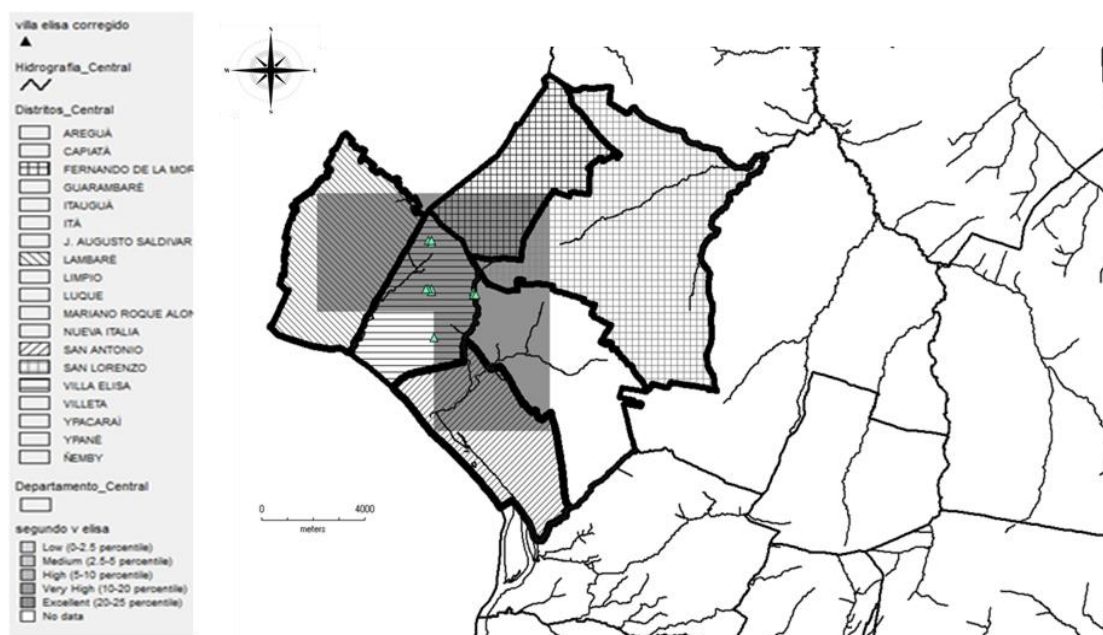 villa elisa corregido
Hidrografía_Central
Distritos_Central
AREGUÁ
CAPIATÁ
FERNANDO DE LA MOR
GUARAMBARÉ
ITAUGUÁ
ITÁ
J. AUGUSTO SALDIVAR
LAMBARÉ
LIMPIO
LUQUE
MARIANO ROQUE ALON
NUEVA ITALIA
SAN ANTONIO
SAN LORENZO
VILLA ELISA
VILLETA
YPACARAÍ
YPANÉ
ÑEMBY
Departamento_Central
segundo v elisa
Low (0-2.5 percentile)
Medium (2.5-5 percentile)
High (5-10 percentile)
Very High (10-20 percentile)
Excellent (20-25 percentile)
No data
N
W
E
S
0 4000
meters